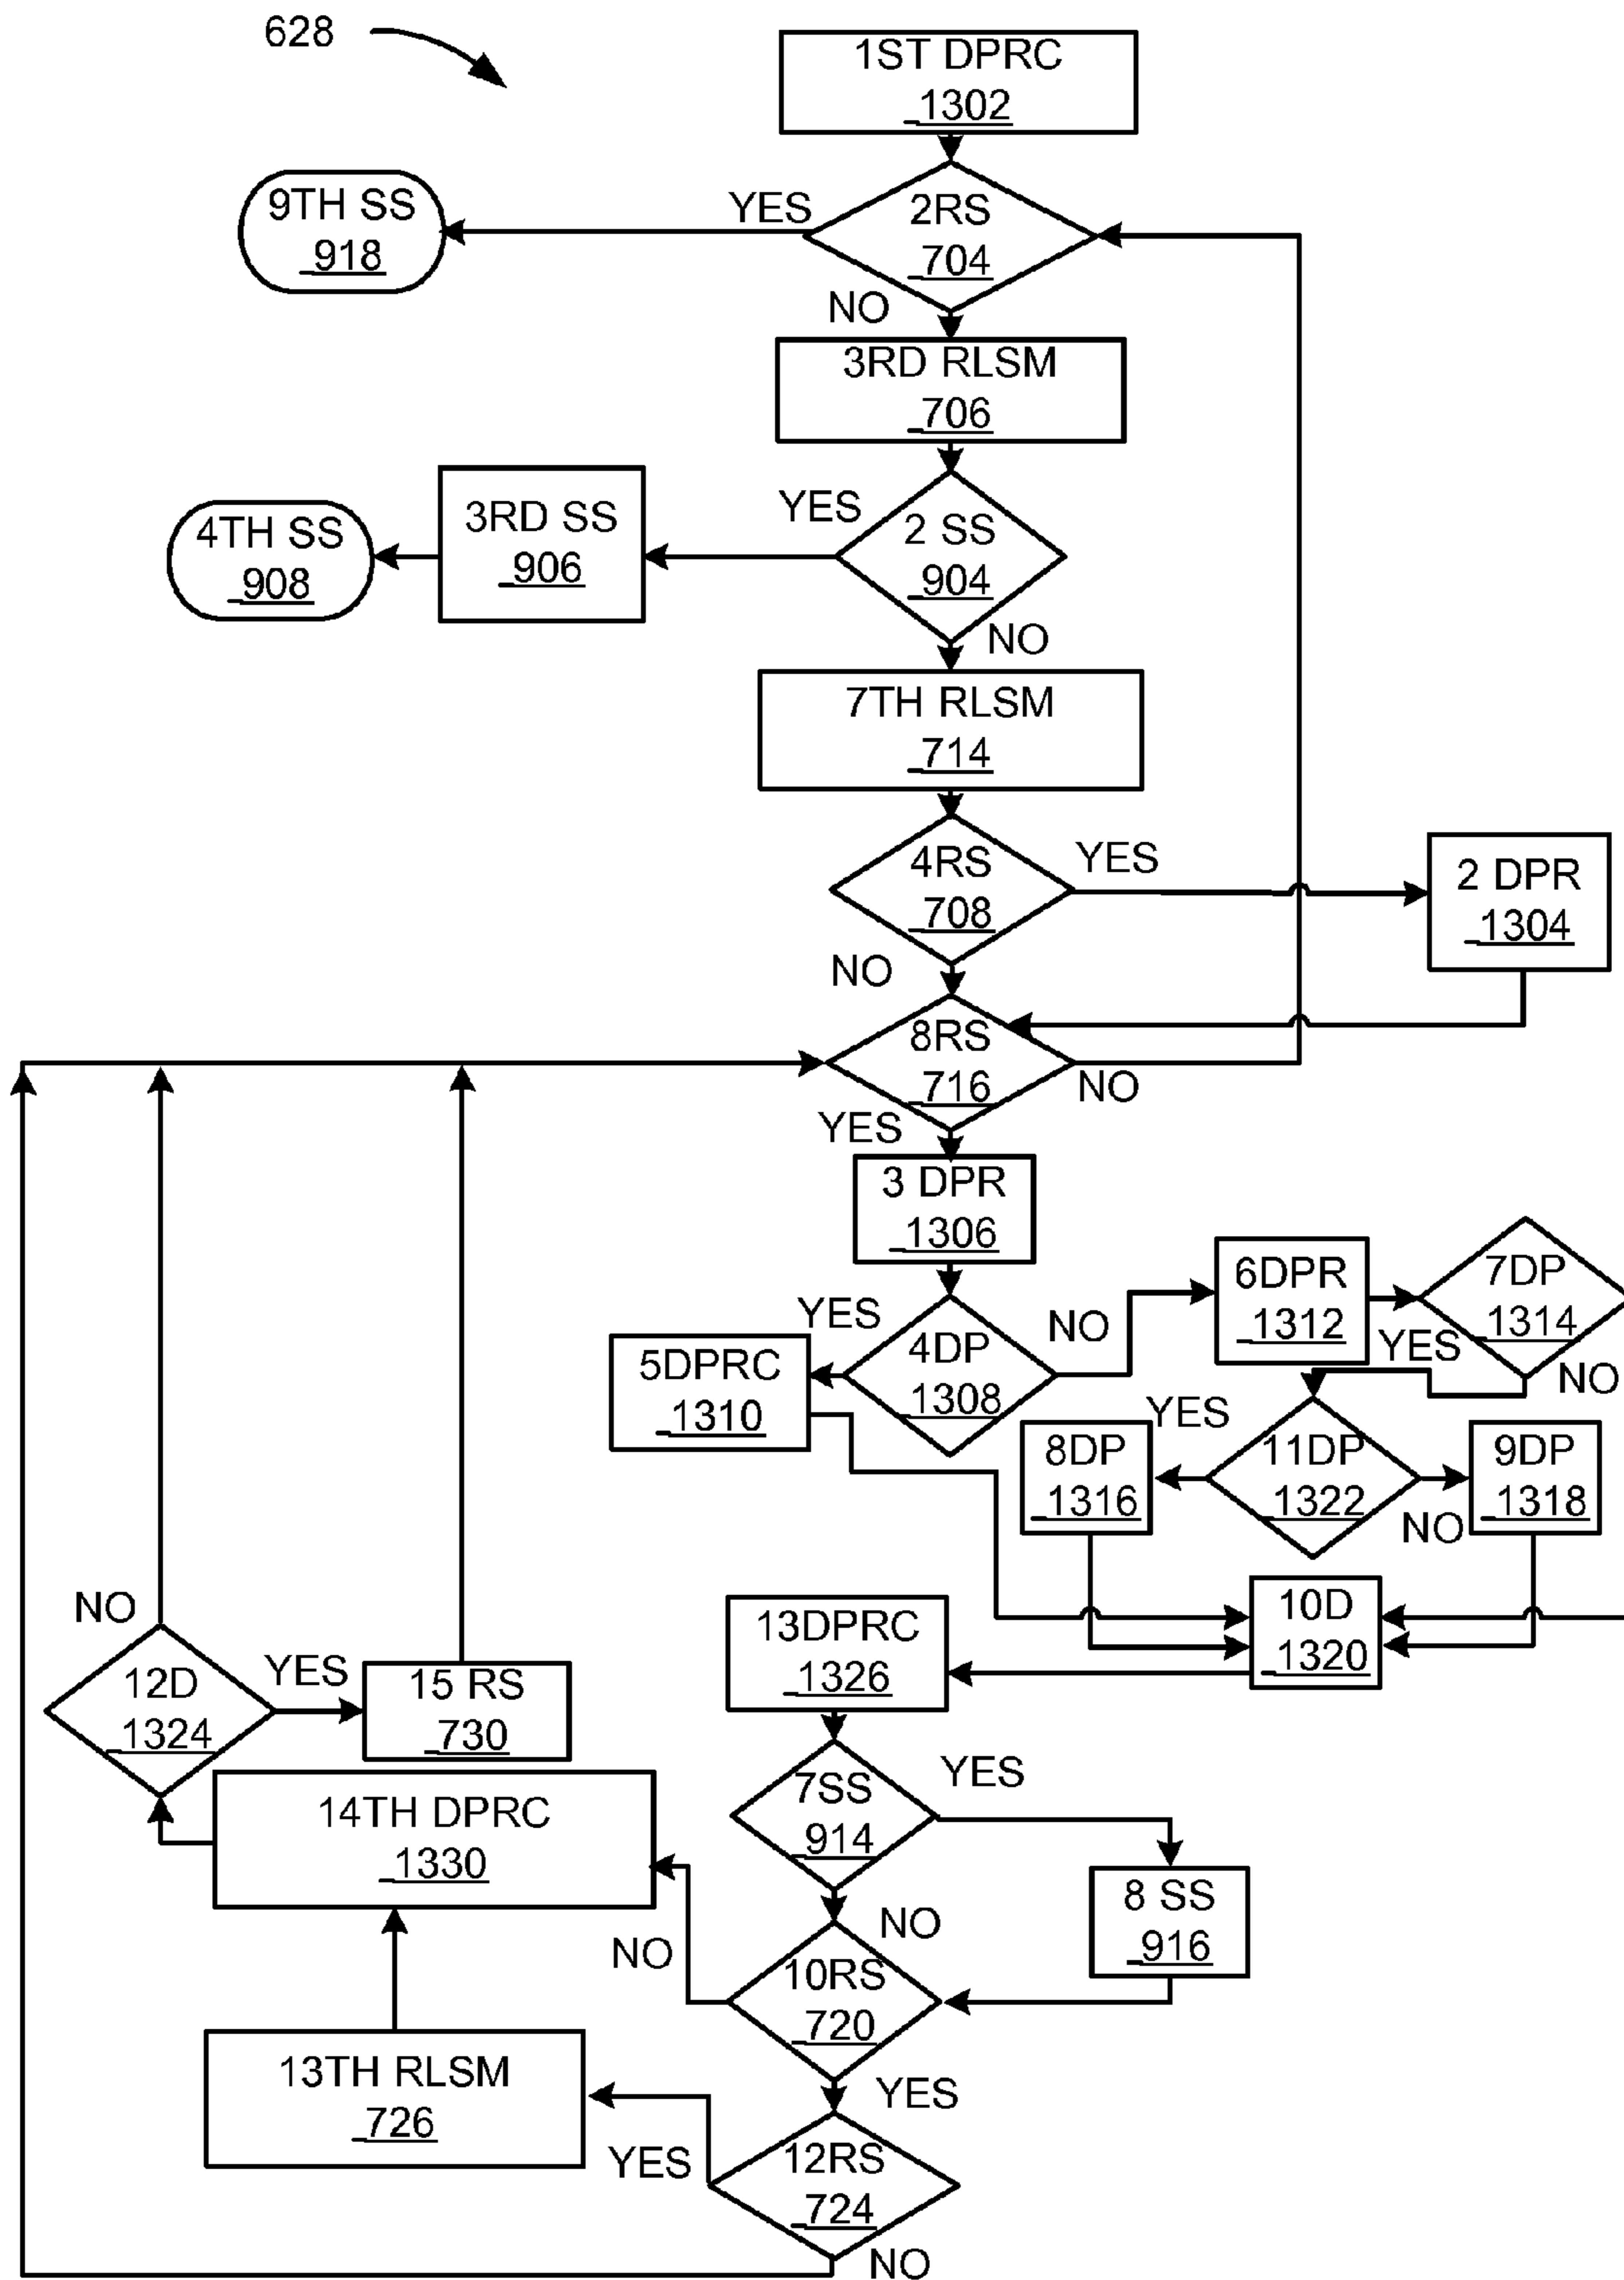 628
1ST DPRC
1302
YES
2RS
704
9TH SS
918
NO
3RD RLSM
706
YES
2 SS
904
3RD SS
906
4TH SS
908
NO
7TH RLSM
714
4RS
708
YES
2 DPR
1304
NO
8RS
716
NO
YES
3 DPR
1306
YES
4DP
1308
NO
6DPR
1312
7DP
1314
YES
NO
5DPRC
1310
YES
8DP
1316
11DP
1322
NO
9DP
1318
10D
1320
13DPRC
1326
NO
12D
1324
YES
15 RS
730
7SS
914
YES
14TH DPRC
1330
8 SS
916
NO
NO
10RS
720
13TH RLSM
726
YES
YES
12RS
724
NO